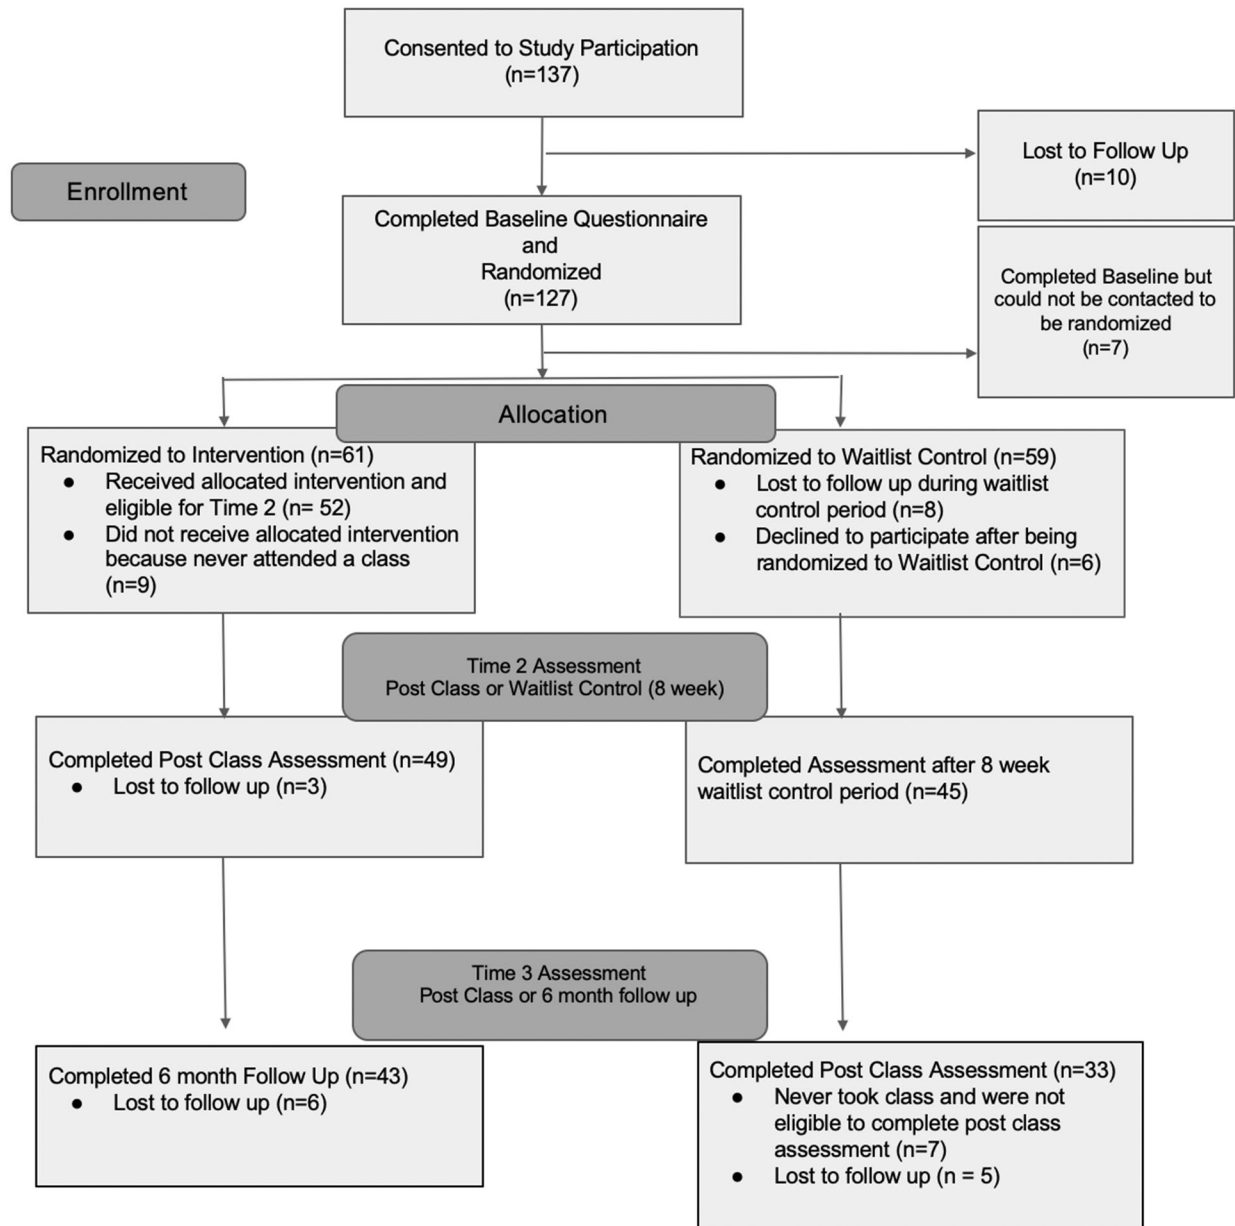 Consented to Study Participation
(n=137)
Lost to Follow Up
(n=10)
Enrollment
Completed Baseline Questionnaire
and
Randomized
(n=127)
Completed Baseline but
could not be contacted to
be randomized
(n=7)
Allocation
Randomized to Intervention (n=61)
● Received allocated intervention and
eligible for Time 2 (n= 52)
● Did not receive allocated intervention
because never attended a class
(n=9)
Randomized to Waitlist Control (n=59)
● Lost to follow up during waitlist
control period (n=8)
● Declined to participate after being
randomized to Waitlist Control (n=6)
Time 2 Assessment
Post Class or Waitlist Control (8 week)
Completed Post Class Assessment (n=49)
● Lost to follow up (n=3)
Completed Assessment after 8 week
waitlist control period (n=45)
Time 3 Assessment
Post Class or 6 month follow up
Completed 6 month Follow Up (n=43)
● Lost to follow up (n=6)
Completed Post Class Assessment (n=33)
● Never took class and were not
eligible to complete post class
assessment (n=7)
● Lost to follow up (n = 5)